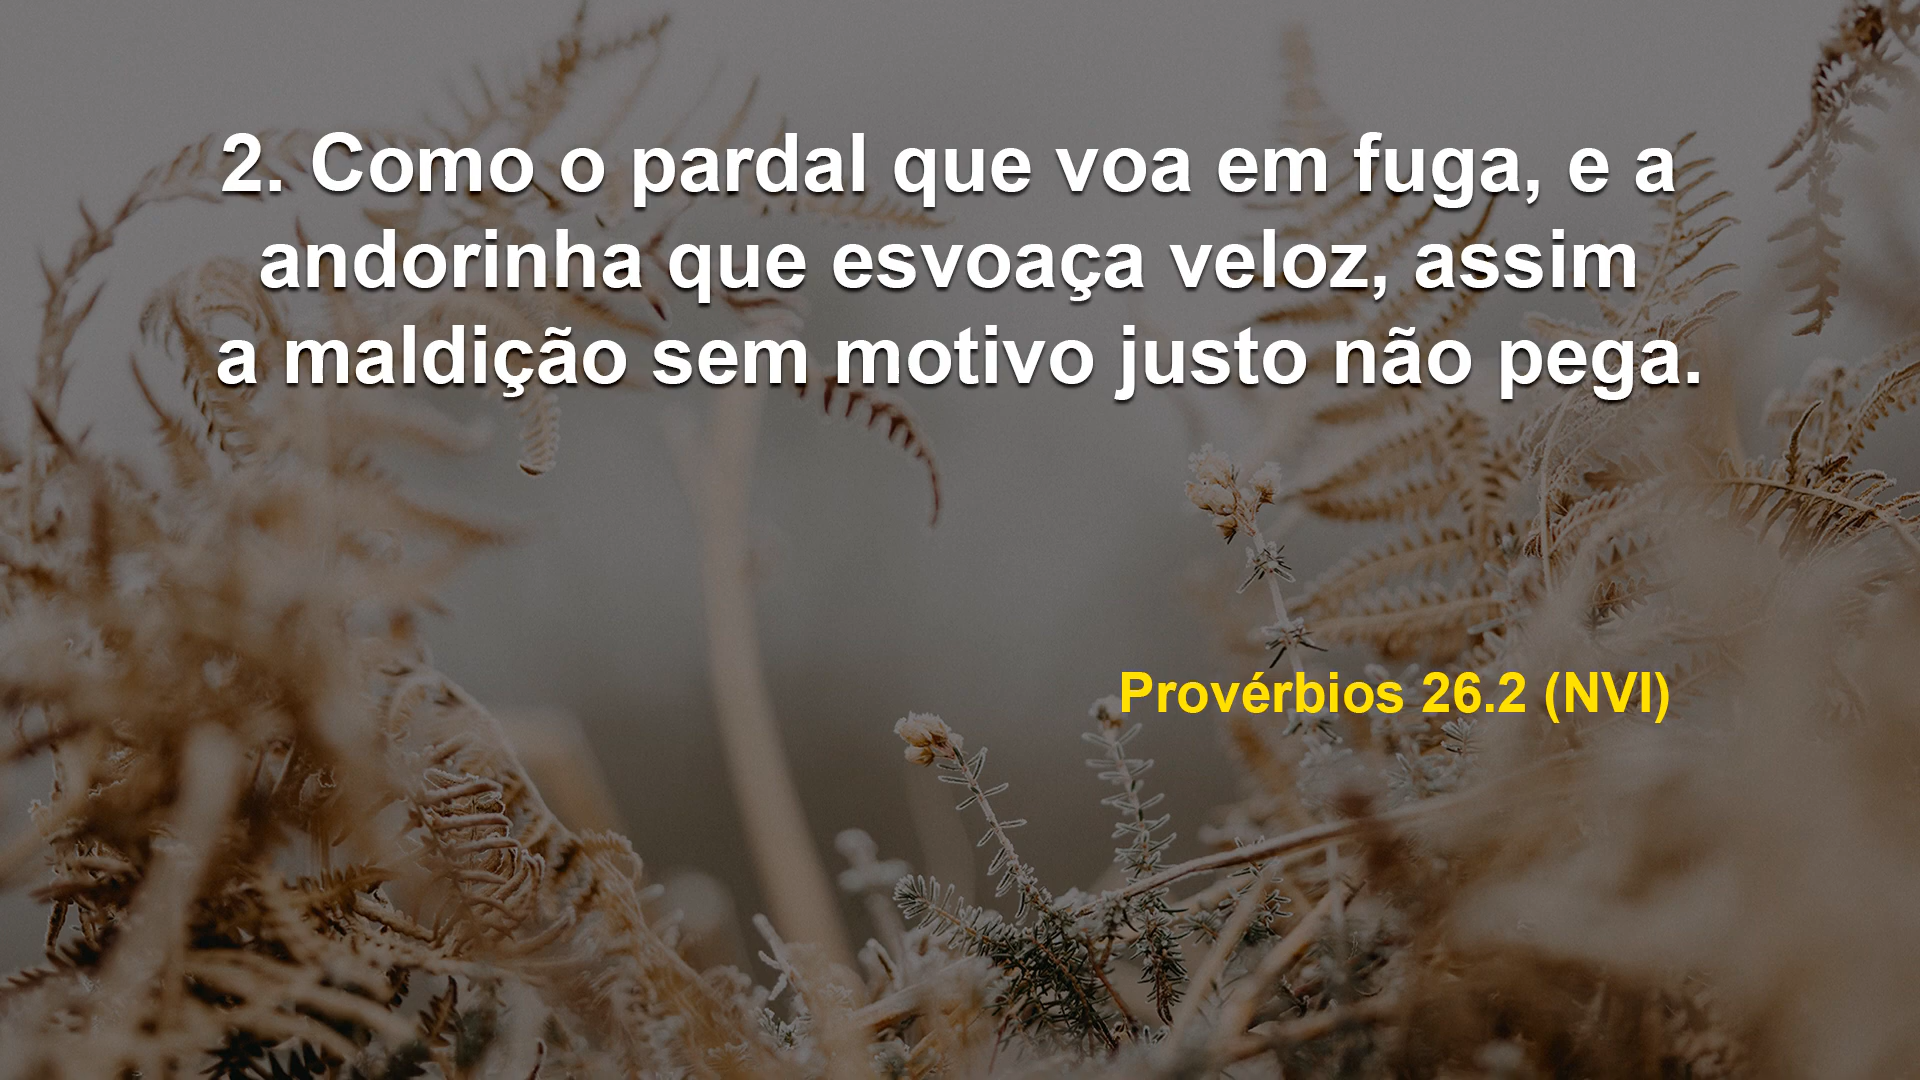 2. Como o pardal que voa em fuga, e a
andorinha que esvoaça veloz, assim
a maldição sem motivo justo não pega.
Provérbios 26.2 (NVI)